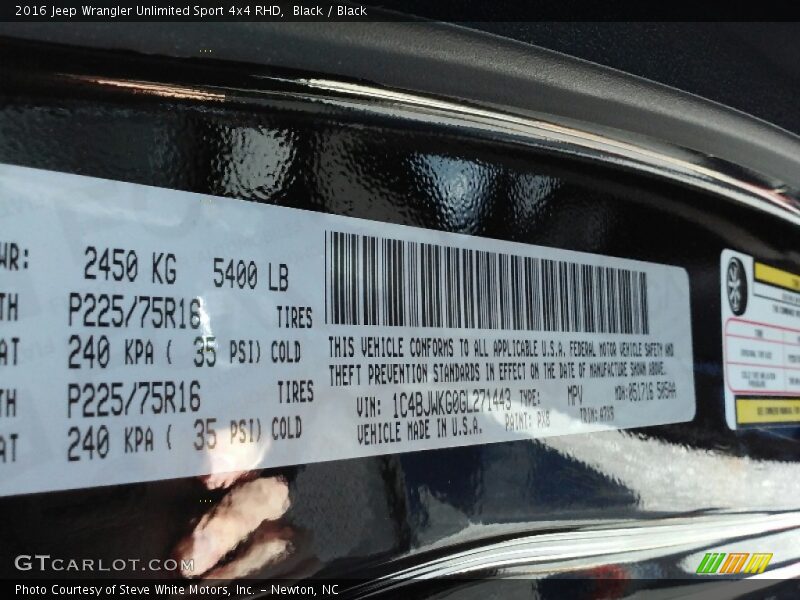 2016 Jeep Wrangler Unlimited Sport 4x4 RHD,  Black / Black
WR: 2450 KG 5400 LB
TH P225/75R16 TIRES
AT 240 KPA ( 35 PSI) COLD
TH P225/75R16 TIRES
AT 240 KPA ( 35 PSI) COLD
THIS VEHICLE CONFORMS TO ALL APPLICABLE U.S.A. FEDERAL MOTOR VEHICLE SAFETY AND
THEFT PREVENTION STANDARDS IN EFFECT ON THE DATE OF MANUFACTURE SHOWN ABOVE.
VIN: 1C4BJWKG0GL271443 TYPE: MPV MDH:051716
VEHICLE MADE IN U.S.A. PAINT: PX8 TRIM:
GTCARLOT.COM
Photo Courtesy of Steve White Motors, Inc. - Newton, NC